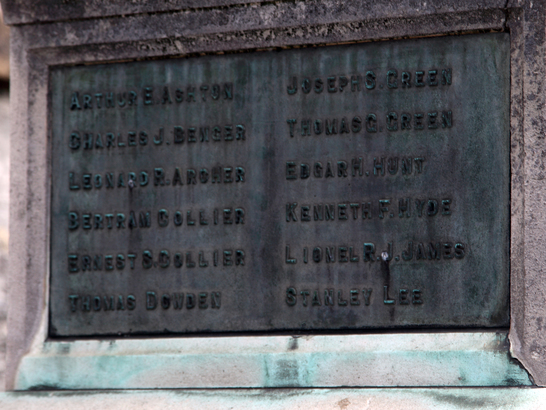 ARTHUR E. ASHTON
CHARLES J. BENGER
LEONARD R. ARCHER
BERTRAM COLLIER
ERNEST S. COLLIER
THOMAS DOWDEN
JOSEPH C. GREEN
THOMAS G. GREEN
EDGAR H. HUNT
KENNETH F. HYDE
LIONEL R. J. JAMES
STANLEY LEE